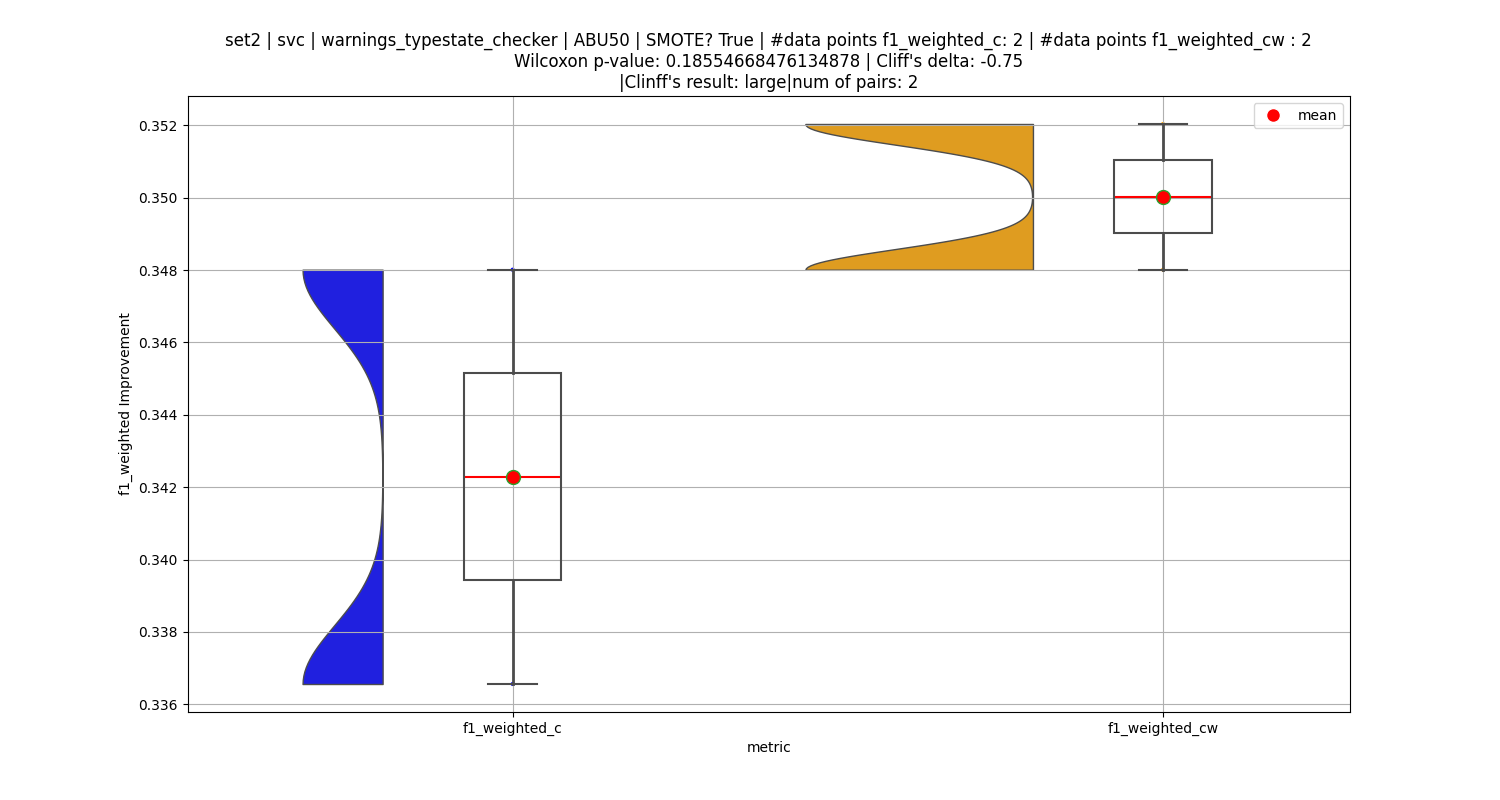 set2 | svc | warnings_typestate_checker | ABU50 | SMOTE? True | #data points f1_weighted_c: 2 | #data points f1_weighted_cw : 2
Wilcoxon p-value: 0.18554668476134878 | Cliff's delta: -0.75
|Clinff's result: large|num of pairs: 2
mean
0.352
0.350
0.348
0.346
0.344
0.342
0.340
0.338
0.336
f1_weighted Improvement
f1_weighted_c
f1_weighted_cw
metric